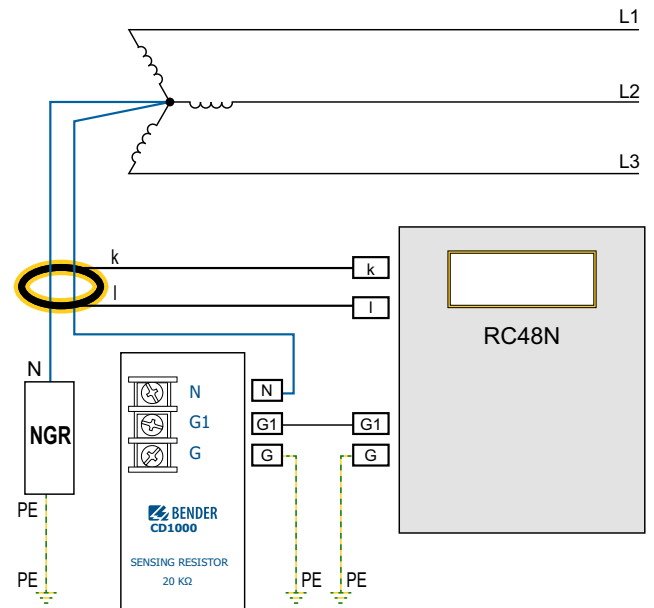 L1
L2
L3
k
k
l
l
RC48N
N
N
N
NGR
G1
G1
G1
G
G
G
PE
BENDER
CD1000
SENSING RESISTOR
20 KΩ
PE
PE
PE